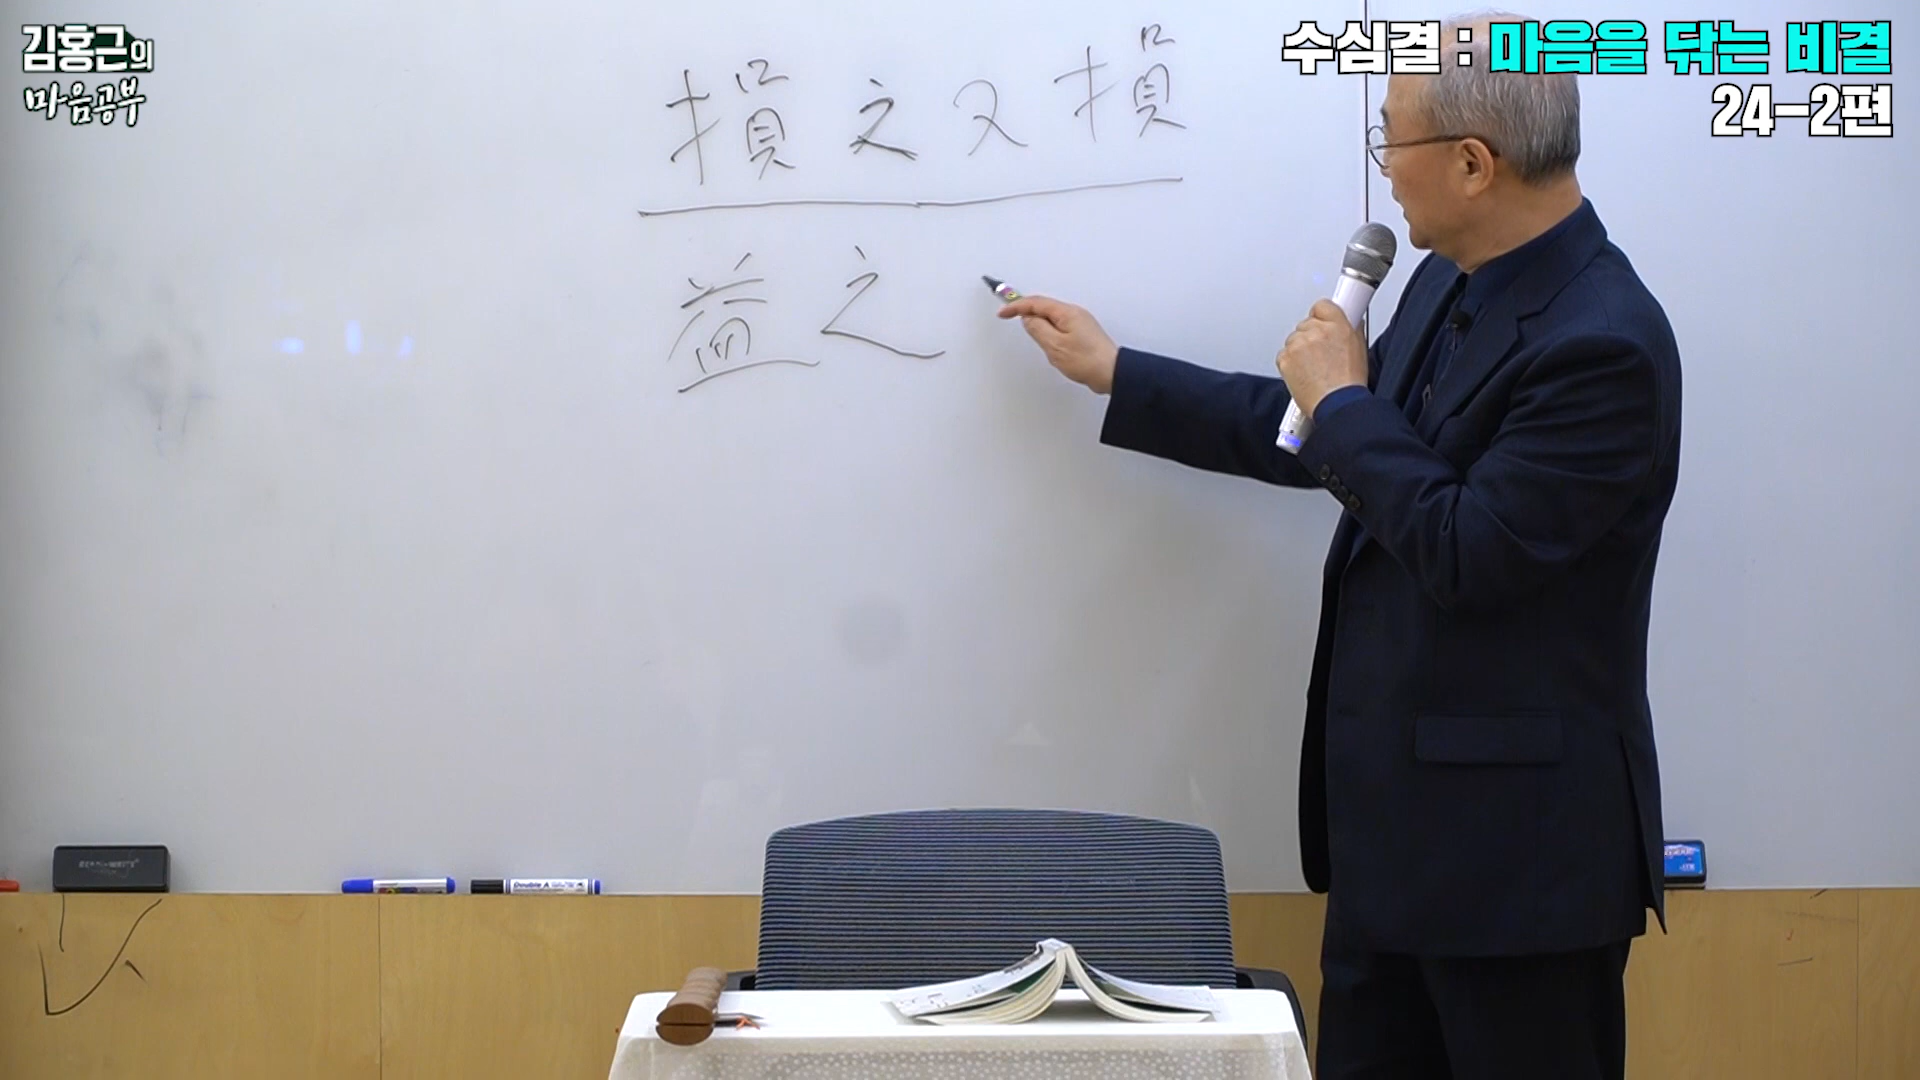 김홍근의
마음공부
수심결 : 마음을 닦는 비결
24-2편
損之又損
益之
Double A